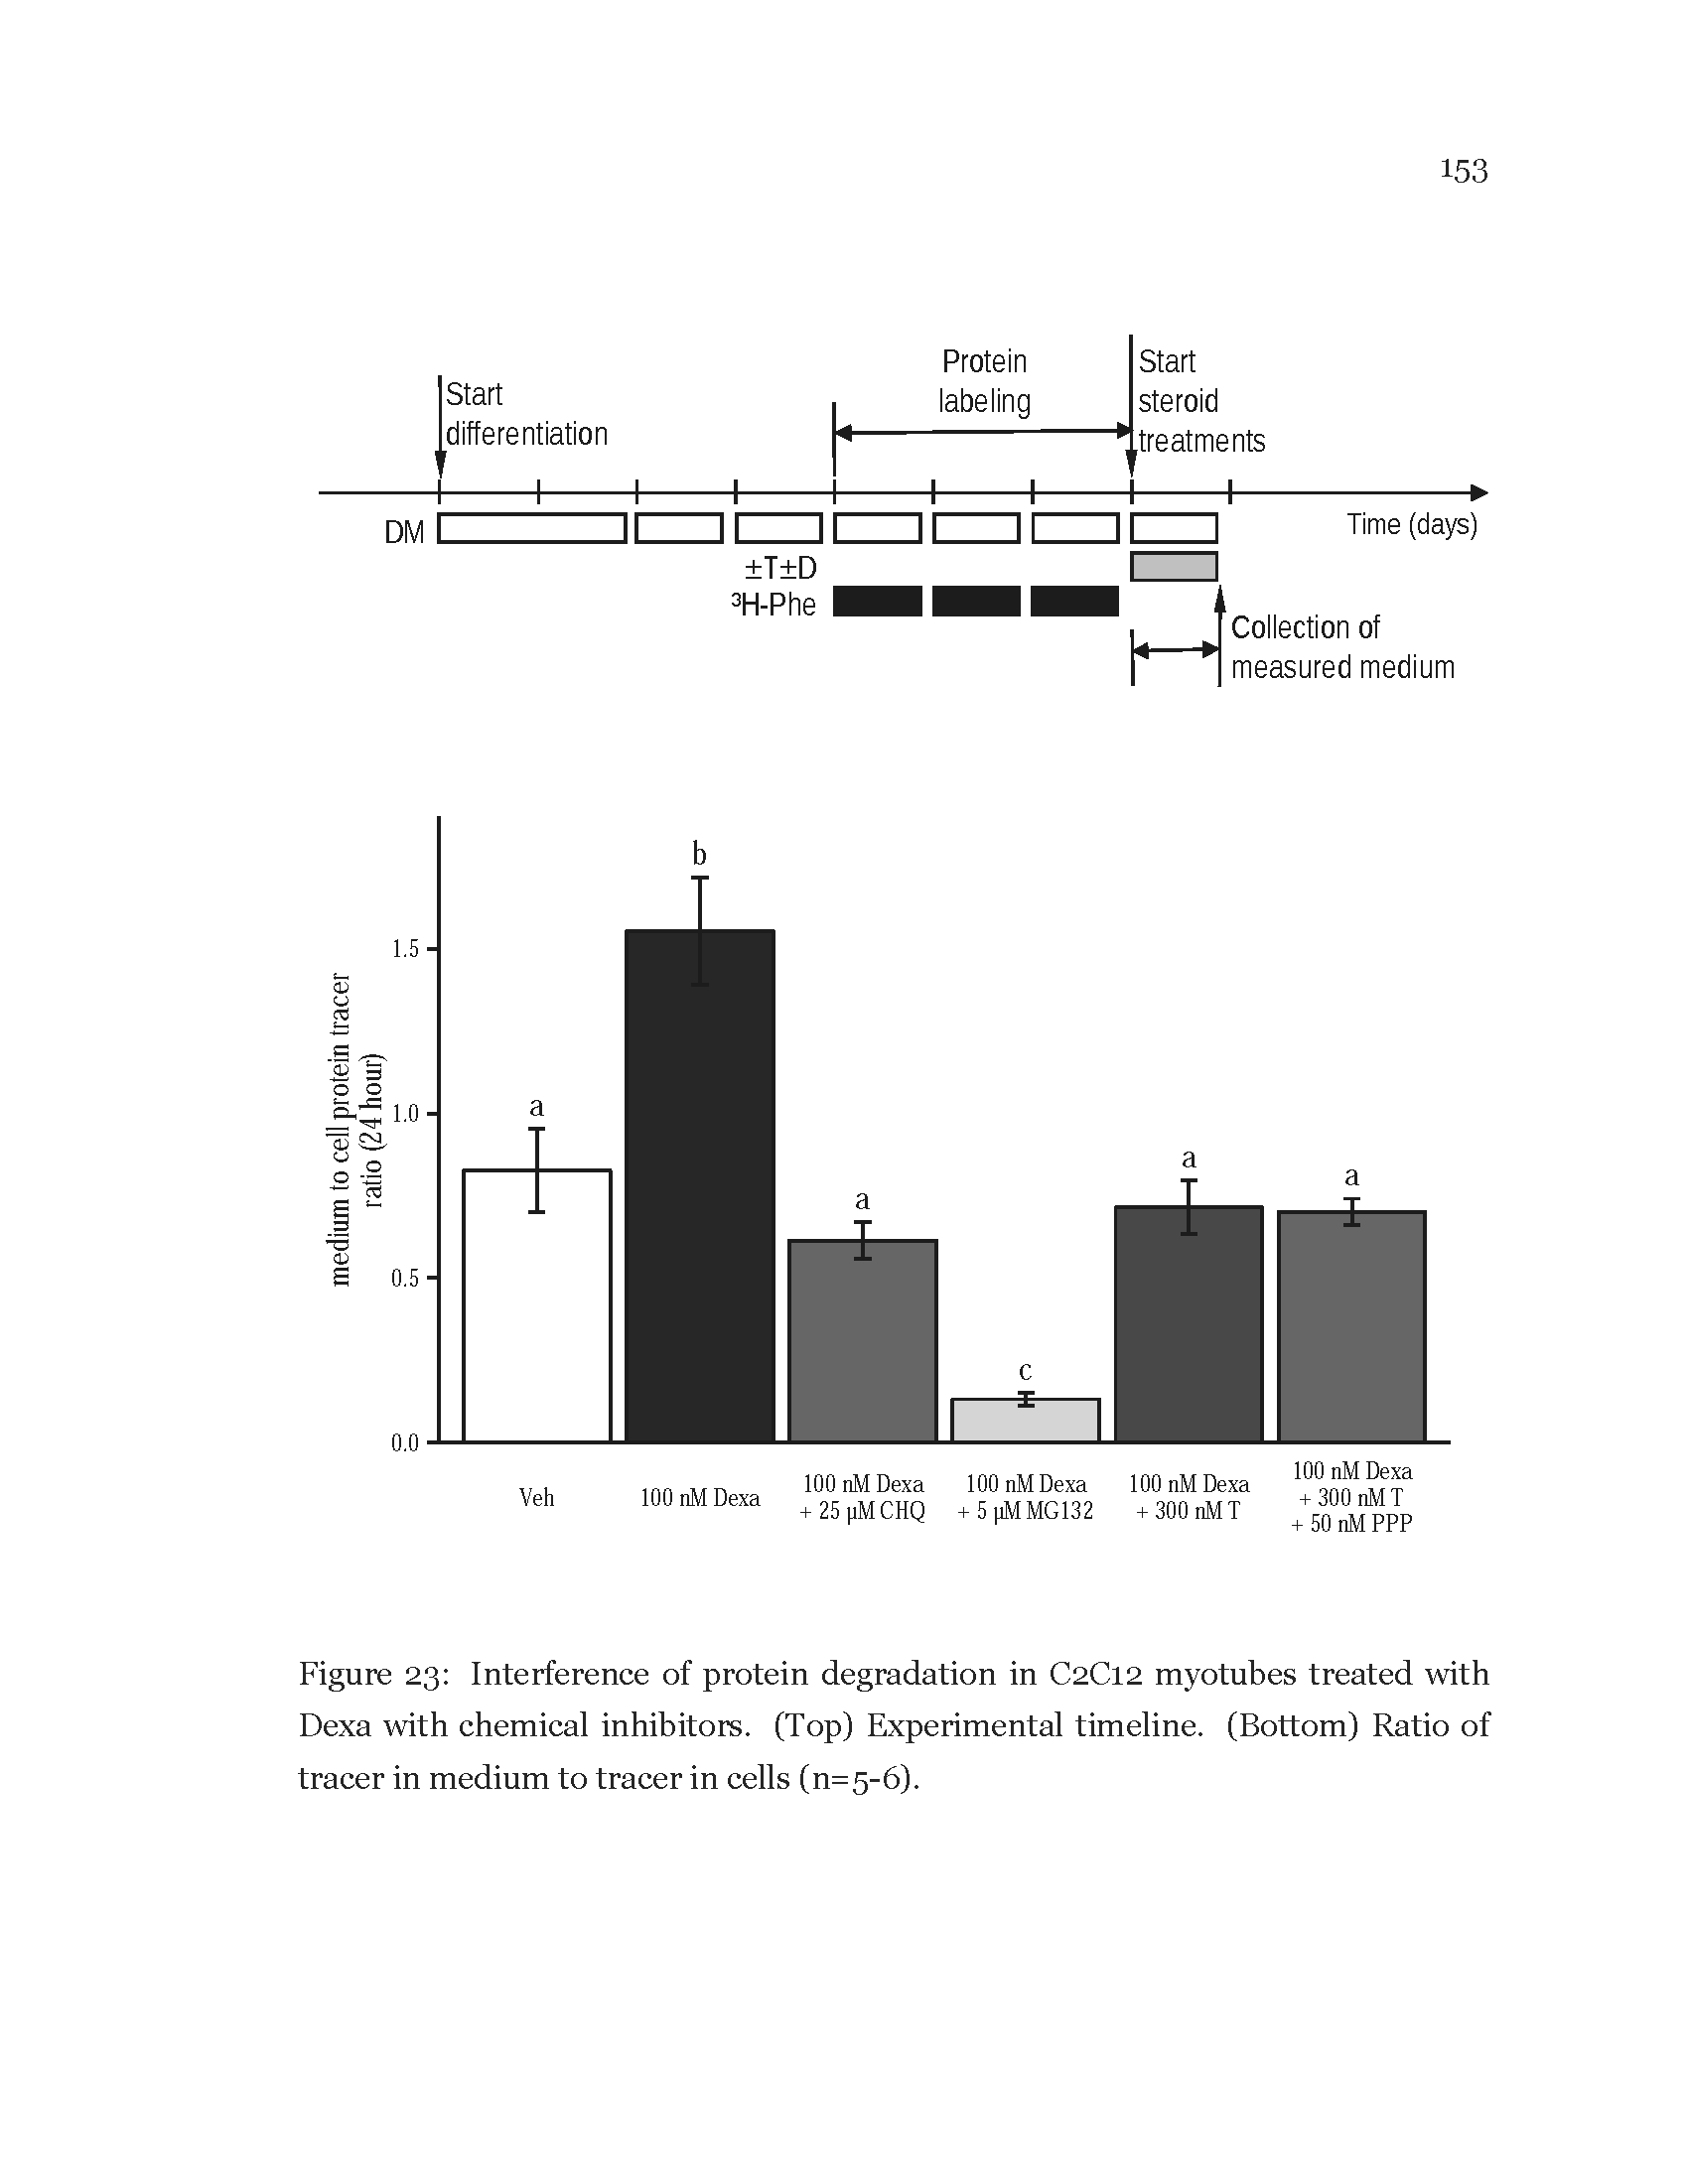 153
Start
differentiation
Protein
labeling
Start
steroid
treatments
DM
Time (days)
±T±D
³H-Phe
Collection of
measured medium
medium to cell protein tracer
ratio (24 hour)
1.5
1.0
0.5
0.0
a
b
a
c
a
a
Veh
100 nM Dexa
100 nM Dexa
+ 25 µM CHQ
100 nM Dexa
+ 5 µM MG132
100 nM Dexa
+ 300 nM T
100 nM Dexa
+ 300 nM T
+ 50 nM PPP
Figure 23: Interference of protein degradation in C2C12 myotubes treated with
Dexa with chemical inhibitors. (Top) Experimental timeline. (Bottom) Ratio of
tracer in medium to tracer in cells (n=5-6).